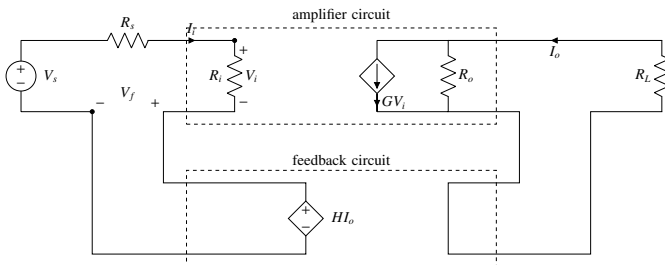 amplifier circuit
R_s
I_i
+
R_i
V_i
−
GV_i
R_o
I_o
R_L
+
−
V_s
−
V_f
+
feedback circuit
+
−
HI_o